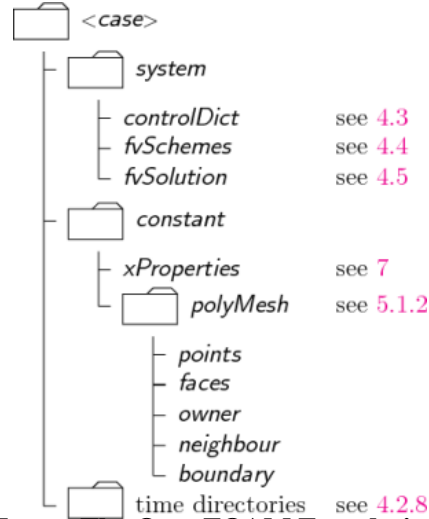 <case>
system
controlDict see 4.3
fvSchemes see 4.4
fvSolution see 4.5
constant
xProperties see 7
polyMesh see 5.1.2
points
faces
owner
neighbour
boundary
time directories see 4.2.8